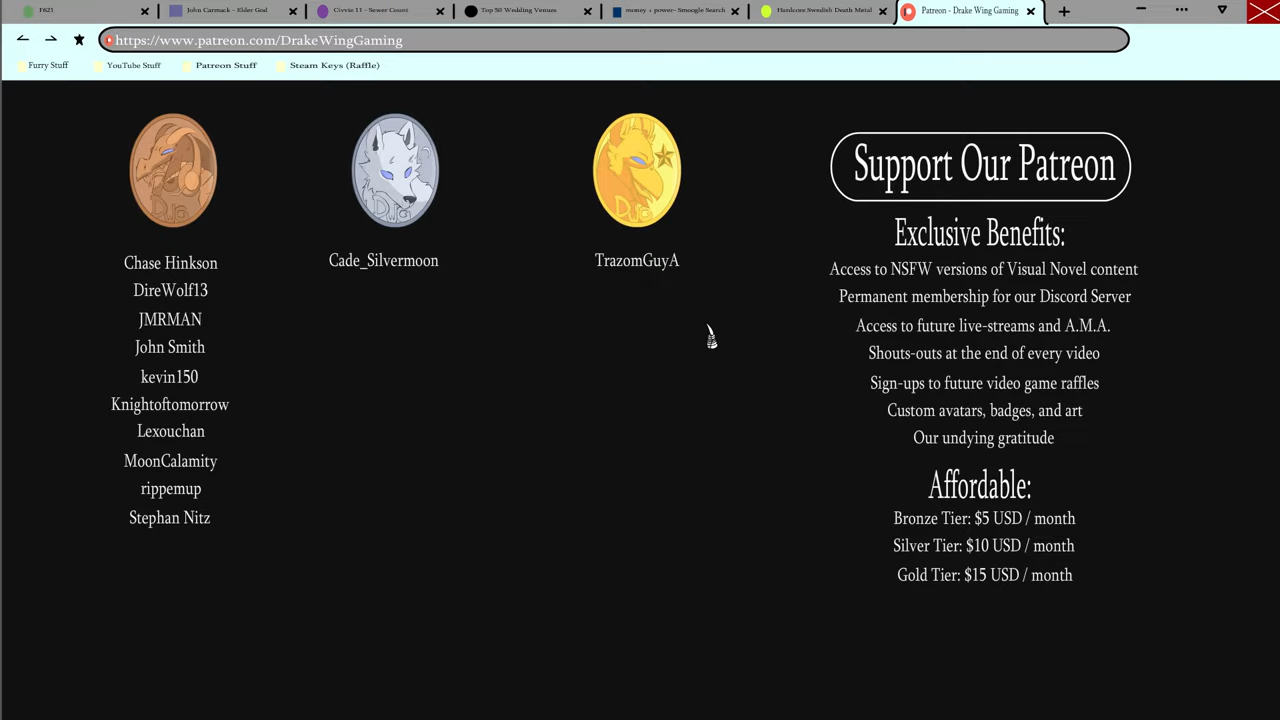 F621
John Carmack - Elder God
Civvie 11 - Sewer Count
Top 50 Wedding Venues
money + power- Smoogle Search
Hardcore Swedish Death Metal
Patreon - Drake Wing Gaming
https://www.patreon.com/DrakeWingGaming
Furry Stuff
YouTube Stuff
Patreon Stuff
Steam Keys (Raffle)
DWG
DWG
DWG
Chase Hinkson
DireWolf13
JMRMAN
John Smith
kevin150
Knightoftomorrow
Lexouchan
MoonCalamity
rippemup
Stephan Nitz
Cade_Silvermoon
TrazomGuyA
Support Our Patreon
Exclusive Benefits:
Access to NSFW versions of Visual Novel content
Permanent membership for our Discord Server
Access to future live-streams and A.M.A.
Shouts-outs at the end of every video
Sign-ups to future video game raffles
Custom avatars, badges, and art
Our undying gratitude
Affordable:
Bronze Tier: $5 USD / month
Silver Tier: $10 USD / month
Gold Tier: $15 USD / month